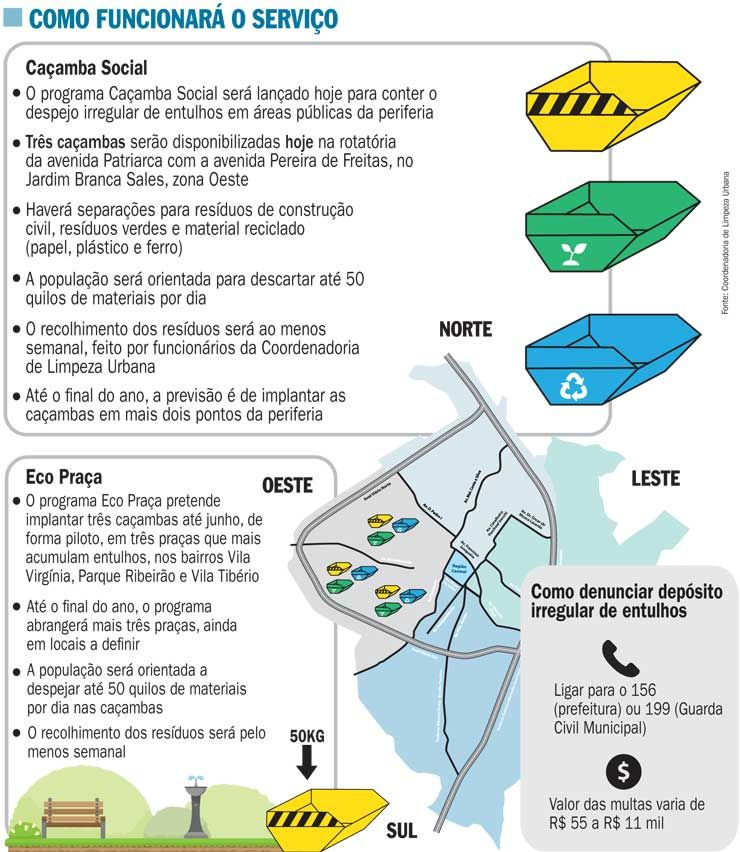 COMO FUNCIONARÁ O SERVIÇO
Caçamba Social
• O programa Caçamba Social será lançado hoje para conter o
despejo irregular de entulhos em áreas públicas da periferia
• Três caçambas serão disponibilizadas hoje na rotatória
da avenida Patriarca com a avenida Pereira de Freitas, no
Jardim Branca Sales, zona Oeste
• Haverá separações para resíduos de construção
civil, resíduos verdes e material reciclado
(papel, plástico e ferro)
• A população será orientada para descartar até 50
quilos de materiais por dia
• O recolhimento dos resíduos será ao menos
semanal, feito por funcionários da Coordenadoria
de Limpeza Urbana
• Até o final do ano, a previsão é de implantar as
caçambas em mais dois pontos da periferia
Fonte: Coordenadoria de Limpeza Urbana
NORTE
LESTE
OESTE
Região
Central
Eco Praça
• O programa Eco Praça pretende
implantar três caçambas até junho, de
forma piloto, em três praças que mais
acumulam entulhos, nos bairros Vila
Virgínia, Parque Ribeirão e Vila Tibério
• Até o final do ano, o programa
abrangerá mais três praças, ainda
em locais a definir
• A população será orientada a
despejar até 50 quilos de materiais
por dia nas caçambas
• O recolhimento dos resíduos será pelo
menos semanal
50KG
SUL
Como denunciar depósito
irregular de entulhos
Ligar para o 156
(prefeitura) ou 199 (Guarda
Civil Municipal)
$
Valor das multas varia de
R$ 55 a R$ 11 mil